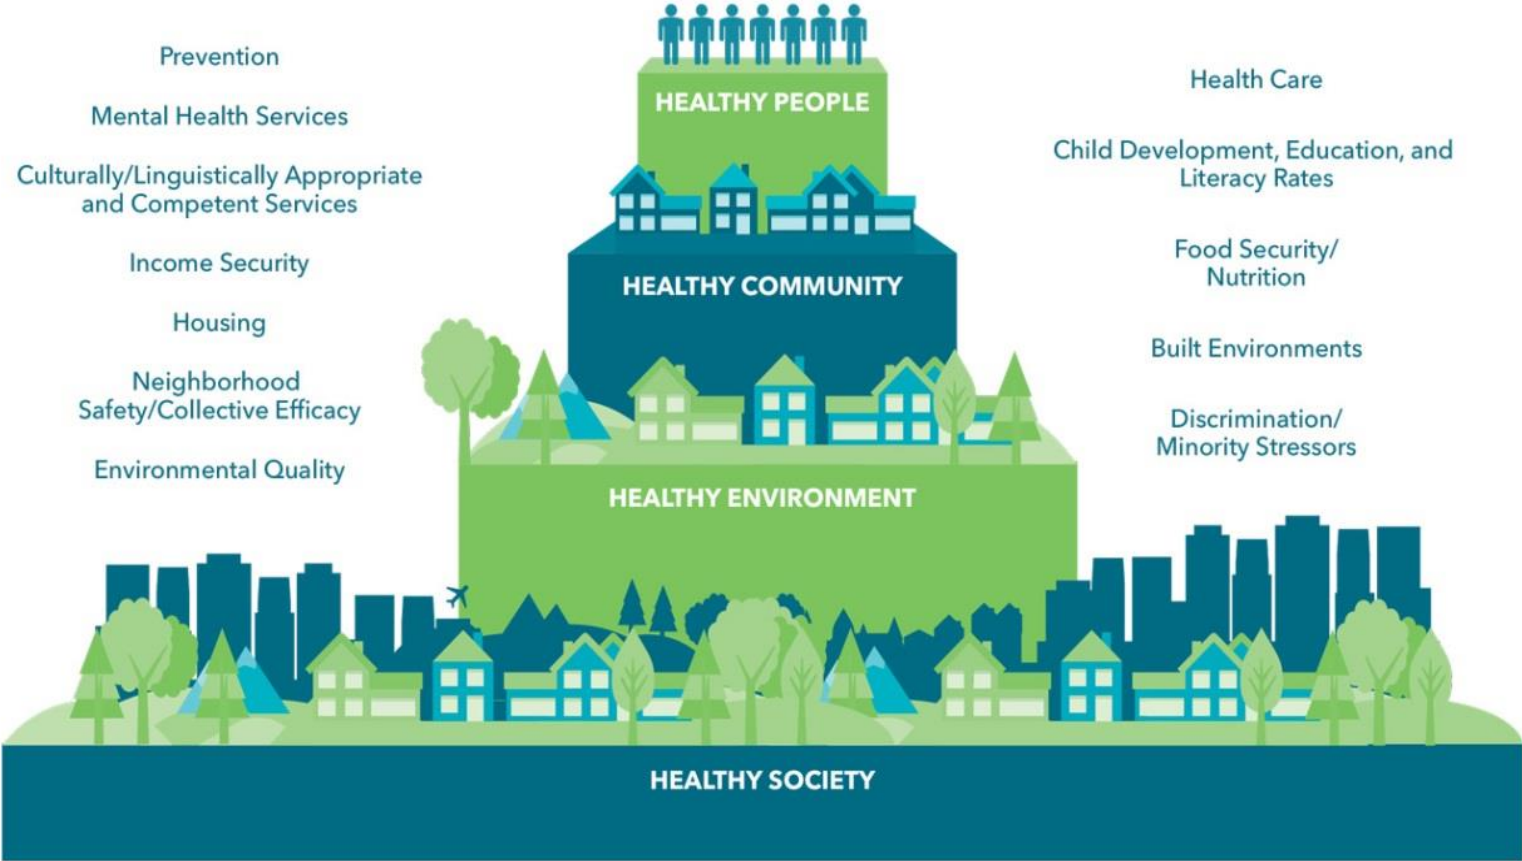 Prevention
Mental Health Services
Culturally/Linguistically Appropriate
and Competent Services
Income Security
Housing
Neighborhood
Safety/Collective Efficacy
Environmental Quality
HEALTHY PEOPLE
HEALTHY COMMUNITY
HEALTHY ENVIRONMENT
HEALTHY SOCIETY
Health Care
Child Development, Education, and
Literacy Rates
Food Security/
Nutrition
Built Environments
Discrimination/
Minority Stressors